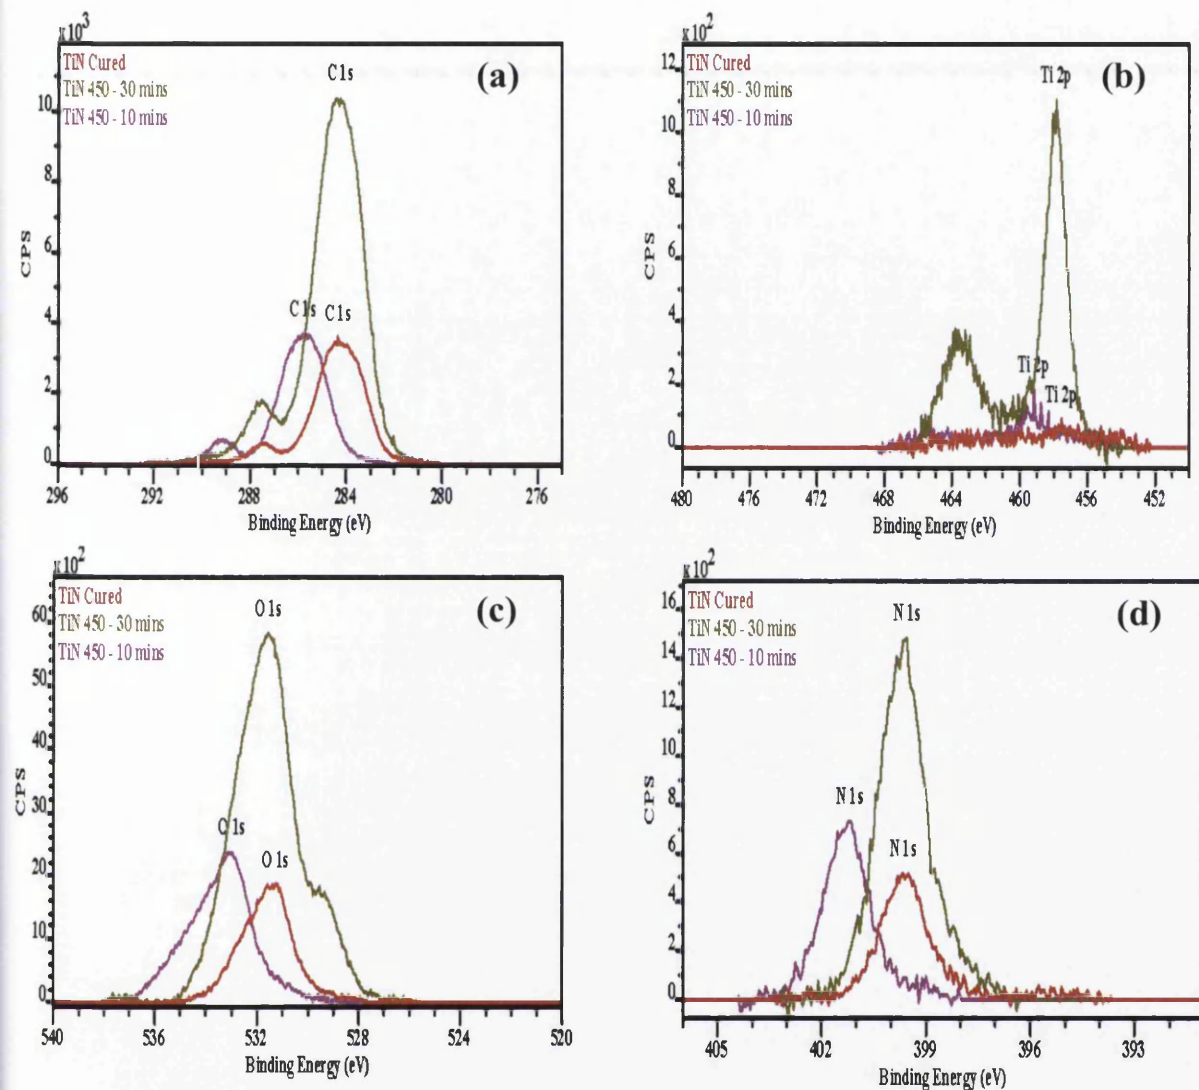 x10³
TiN Cured
TiN 450 - 30 mins
TiN 450 - 10 mins
C1s
(a)
10
8
6
4
2
0
CPS
C1s
C1s
296
292
288
284
280
276
Binding Energy (eV)
x10²
TiN Cured
TiN 450 - 30 mins
TiN 450 - 10 mins
Ti 2p
(b)
12
10
8
6
4
2
0
CPS
Ti 2p
Ti 2p
480
476
472
468
464
460
456
452
Binding Energy (eV)
x10²
TiN Cured
TiN 450 - 30 mins
TiN 450 - 10 mins
O 1s
(c)
60
50
40
30
20
10
0
CPS
O 1s
O 1s
540
536
531
528
524
520
Binding Energy (eV)
x10²
TiN Cured
TiN 450 - 30 mins
TiN 450 - 10 mins
N 1s
(d)
16
14
12
10
8
6
4
2
0
CPS
N 1s
N 1s
405
402
399
396
393
Binding Energy (eV)